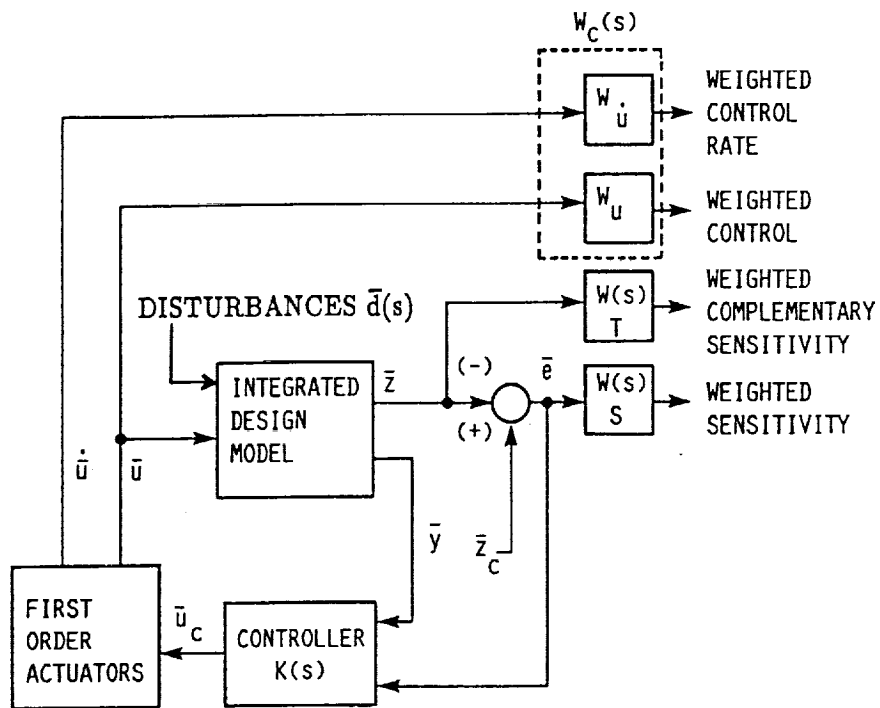 W_c(s)
W_u̇
WEIGHTED
CONTROL
RATE
W_u
WEIGHTED
CONTROL
W(s)
T
WEIGHTED
COMPLEMENTARY
SENSITIVITY
DISTURBANCES d̄(s)
INTEGRATED
DESIGN
MODEL
z̄
(-)
(+)
ē
W(s)
S
WEIGHTED
SENSITIVITY
ū̇
ū
ȳ
z̄_c
FIRST
ORDER
ACTUATORS
ū_c
CONTROLLER
K(s)